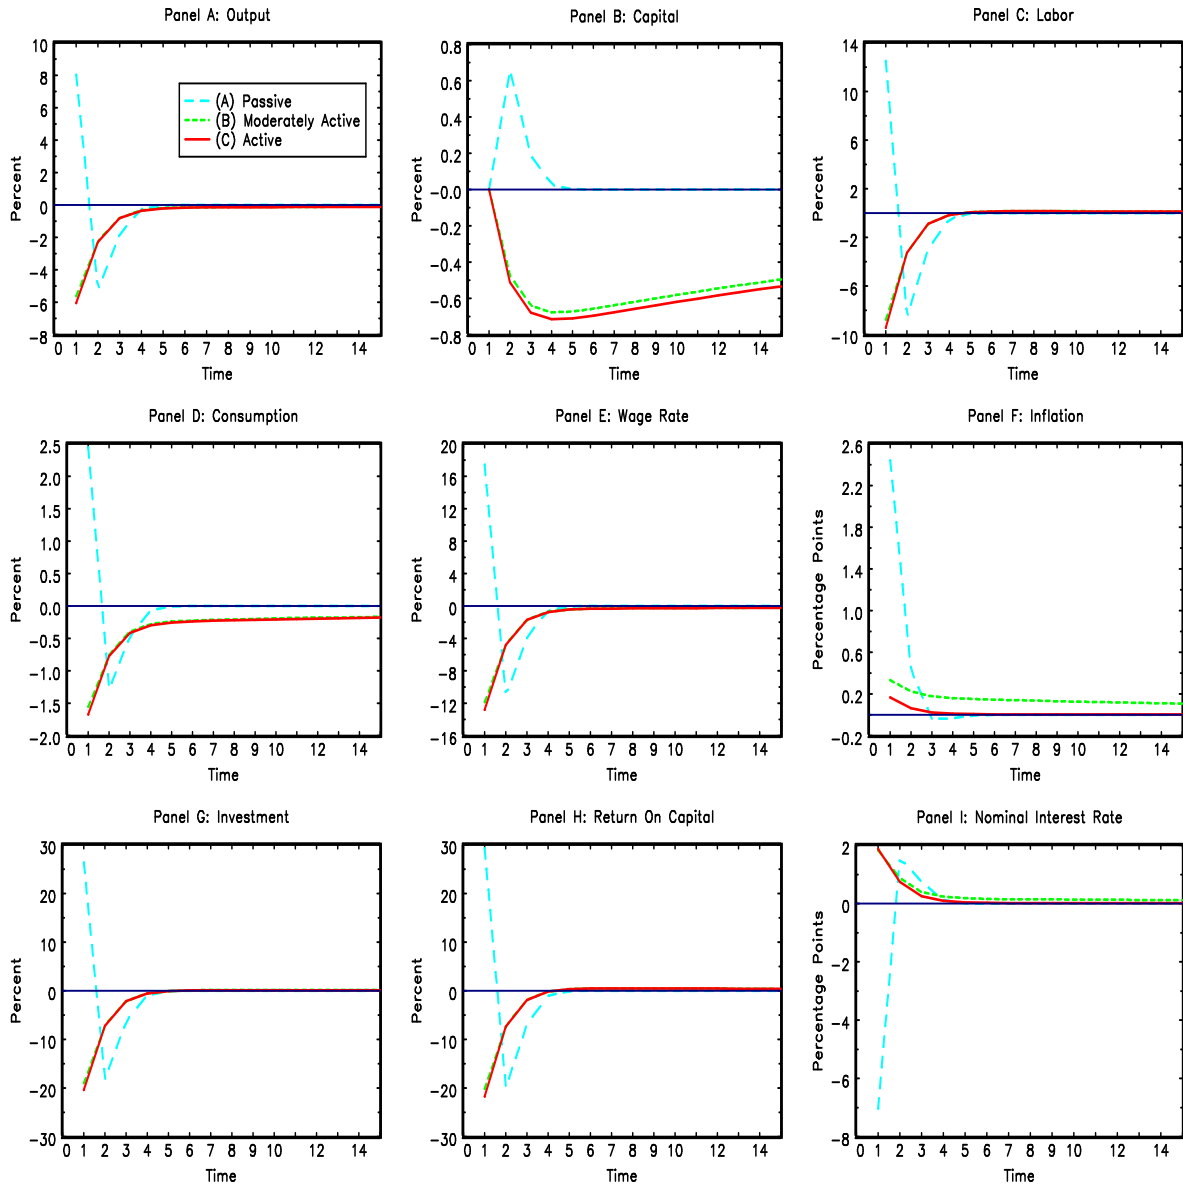 Panel A: Output
Panel B: Capital
Panel C: Labor
10
8
6
4
2
0
−2
−4
−6
−8
Percent
(A) Passive
(B) Moderately Active
(C) Active
0 1 2 3 4 5 6 7 8 9 10 12 14
Time
0.8
0.6
0.4
0.2
−0.0
−0.2
−0.4
−0.6
−0.8
Percent
0 1 2 3 4 5 6 7 8 9 10 12 14
Time
14
12
2
−2
−6
−10
Percent
0 1 2 3 4 5 6 7 8 9 10 12 14
Time
Panel D: Consumption
Panel E: Wage Rate
Panel F: Inflation
2.5
2.0
1.5
1.0
0.5
0.0
−0.5
−1.0
−1.5
−2.0
Percent
0 1 2 3 4 5 6 7 8 9 10 12 14
Time
20
16
12
8
4
0
−4
−8
−12
−16
Percent
0 1 2 3 4 5 6 7 8 9 10 12 14
Time
2.6
2.2
1.8
1.4
1.0
0.6
0.2
−0.2
Percentage Points
0 1 2 3 4 5 6 7 8 9 10 12 14
Time
Panel G: Investment
Panel H: Return On Capital
Panel I: Nominal Interest Rate
30
20
10
0
−10
−20
−30
Percent
0 1 2 3 4 5 6 7 8 9 10 12 14
Time
30
20
10
0
−10
−20
−30
Percent
0 1 2 3 4 5 6 7 8 9 10 12 14
Time
2
0
−2
−4
−6
−8
Percentage Points
0 1 2 3 4 5 6 7 8 9 10 12 14
Time